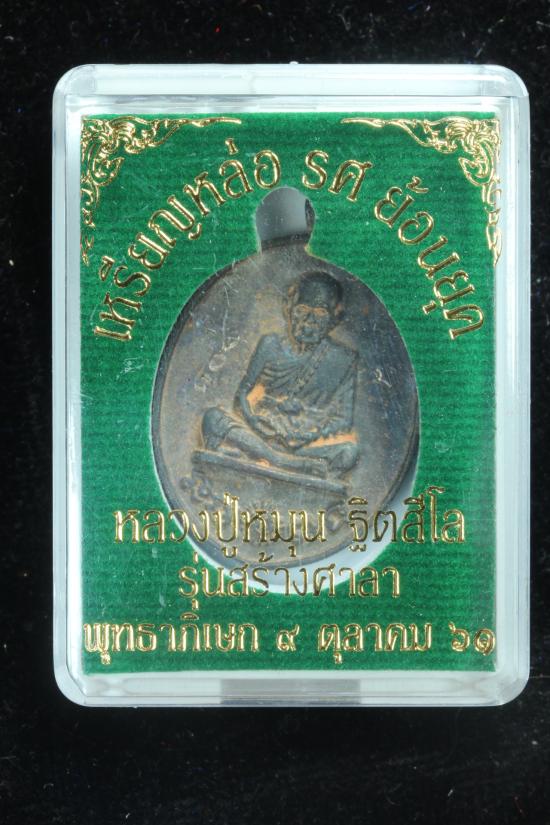 เหรียญหล่อ รศ ย้อนยุค
หลวงปู่หมุน ฐิตสีโล
รุ่นสร้างศาลา
พุทธาภิเษก ๙ ตุลาคม ๖๑